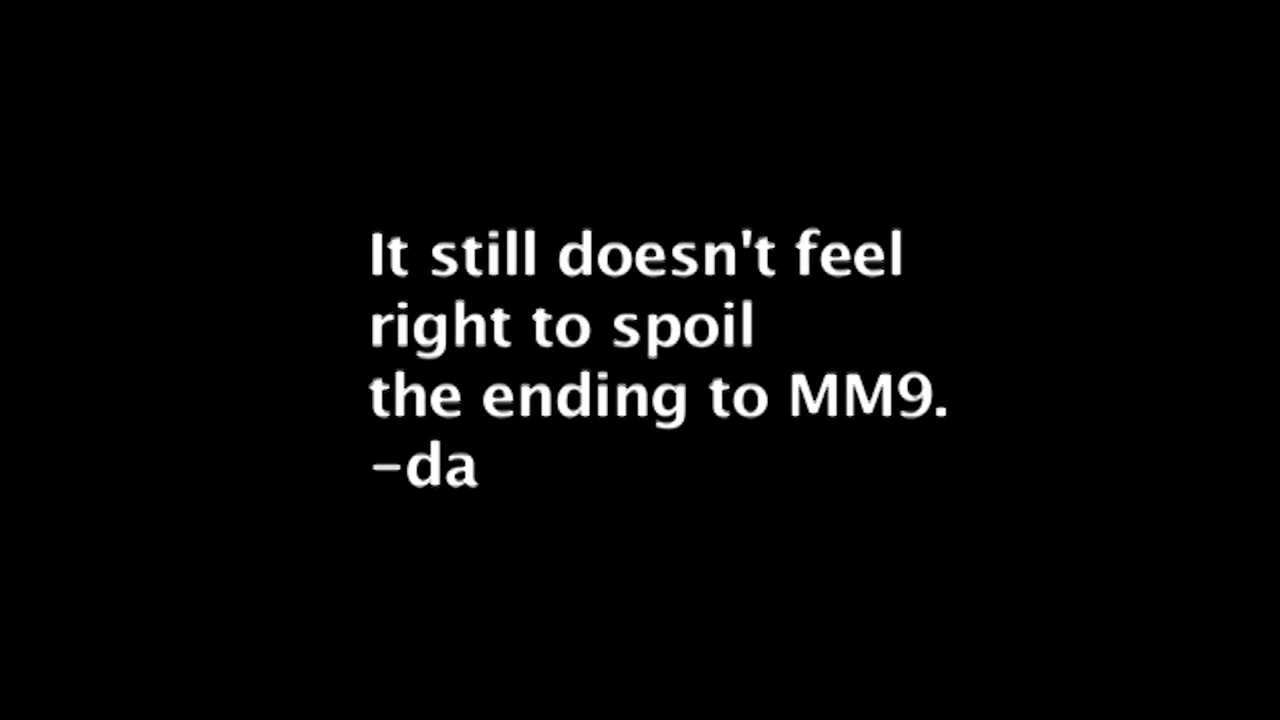 It still doesn't feel
right to spoil
the ending to MM9.
-da